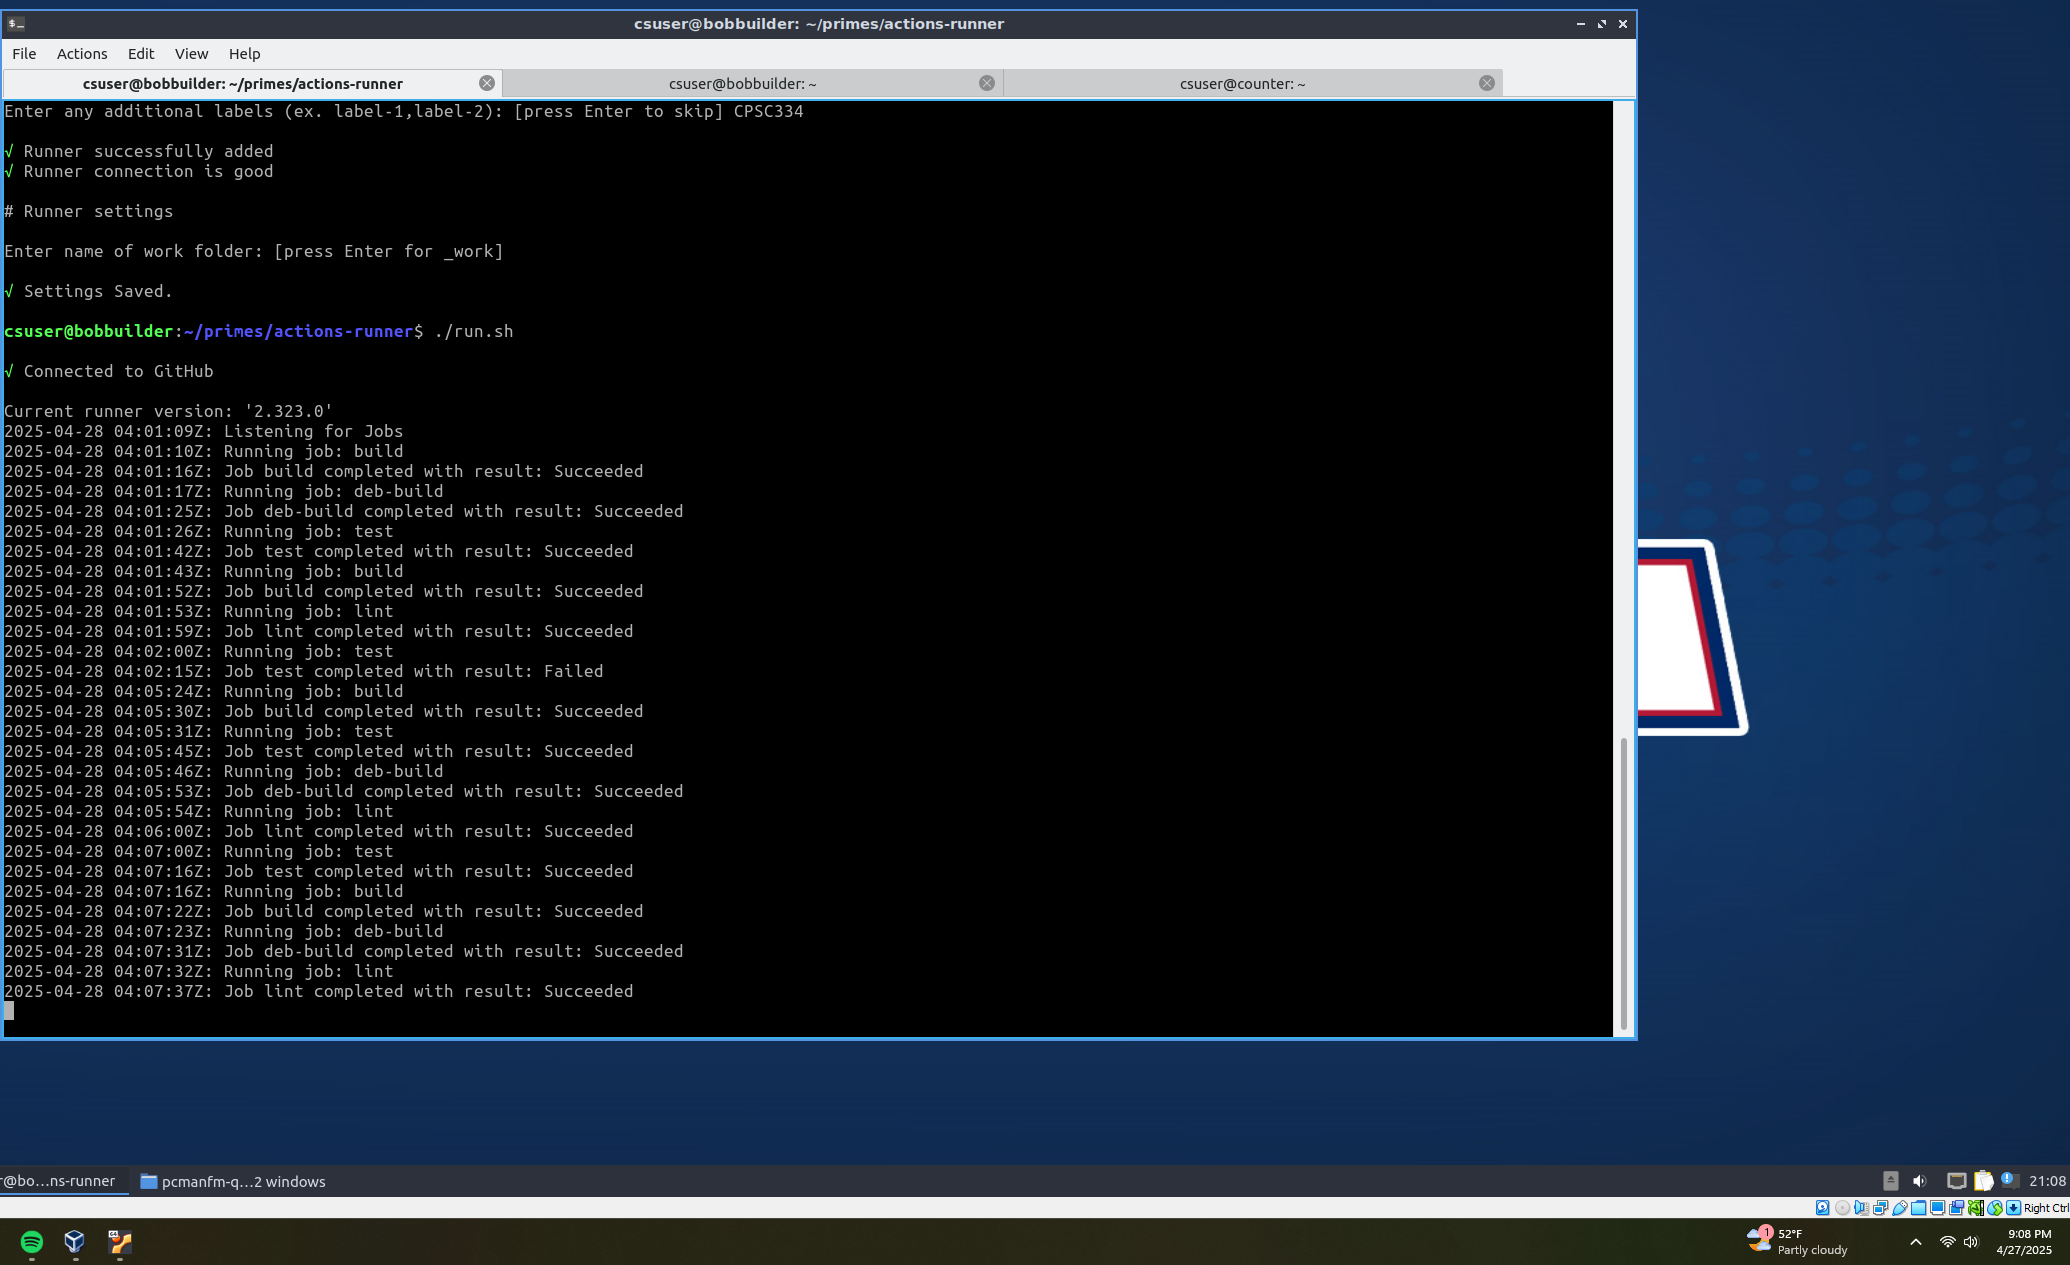 csuser@bobbuilder: ~/primes/actions-runner
File Actions Edit View Help
csuser@bobbuilder: ~/primes/actions-runner csuser@bobbuilder: ~ csuser@counter: ~
Enter any additional labels (ex. label-1,label-2): [press Enter to skip] CPSC334
√ Runner successfully added
√ Runner connection is good
# Runner settings
Enter name of work folder: [press Enter for _work]
√ Settings Saved.
csuser@bobbuilder:~/primes/actions-runner$ ./run.sh
√ Connected to GitHub
Current runner version: '2.323.0'
2025-04-28 04:01:09Z: Listening for Jobs
2025-04-28 04:01:10Z: Running job: build
2025-04-28 04:01:16Z: Job build completed with result: Succeeded
2025-04-28 04:01:17Z: Running job: deb-build
2025-04-28 04:01:25Z: Job deb-build completed with result: Succeeded
2025-04-28 04:01:26Z: Running job: test
2025-04-28 04:01:42Z: Job test completed with result: Succeeded
2025-04-28 04:01:43Z: Running job: build
2025-04-28 04:01:52Z: Job build completed with result: Succeeded
2025-04-28 04:01:53Z: Running job: lint
2025-04-28 04:01:59Z: Job lint completed with result: Succeeded
2025-04-28 04:02:00Z: Running job: test
2025-04-28 04:02:15Z: Job test completed with result: Failed
2025-04-28 04:05:24Z: Running job: build
2025-04-28 04:05:30Z: Job build completed with result: Succeeded
2025-04-28 04:05:31Z: Running job: test
2025-04-28 04:05:45Z: Job test completed with result: Succeeded
2025-04-28 04:05:46Z: Running job: deb-build
2025-04-28 04:05:53Z: Job deb-build completed with result: Succeeded
2025-04-28 04:05:54Z: Running job: lint
2025-04-28 04:06:00Z: Job lint completed with result: Succeeded
2025-04-28 04:07:00Z: Running job: test
2025-04-28 04:07:16Z: Job test completed with result: Succeeded
2025-04-28 04:07:16Z: Running job: build
2025-04-28 04:07:22Z: Job build completed with result: Succeeded
2025-04-28 04:07:23Z: Running job: deb-build
2025-04-28 04:07:31Z: Job deb-build completed with result: Succeeded
2025-04-28 04:07:32Z: Running job: lint
2025-04-28 04:07:37Z: Job lint completed with result: Succeeded
r@bo…ns-runner pcmanfm-q…2 windows 21:08
Right Ctrl
1 52°F 9:08 PM
Partly cloudy 4/27/2025